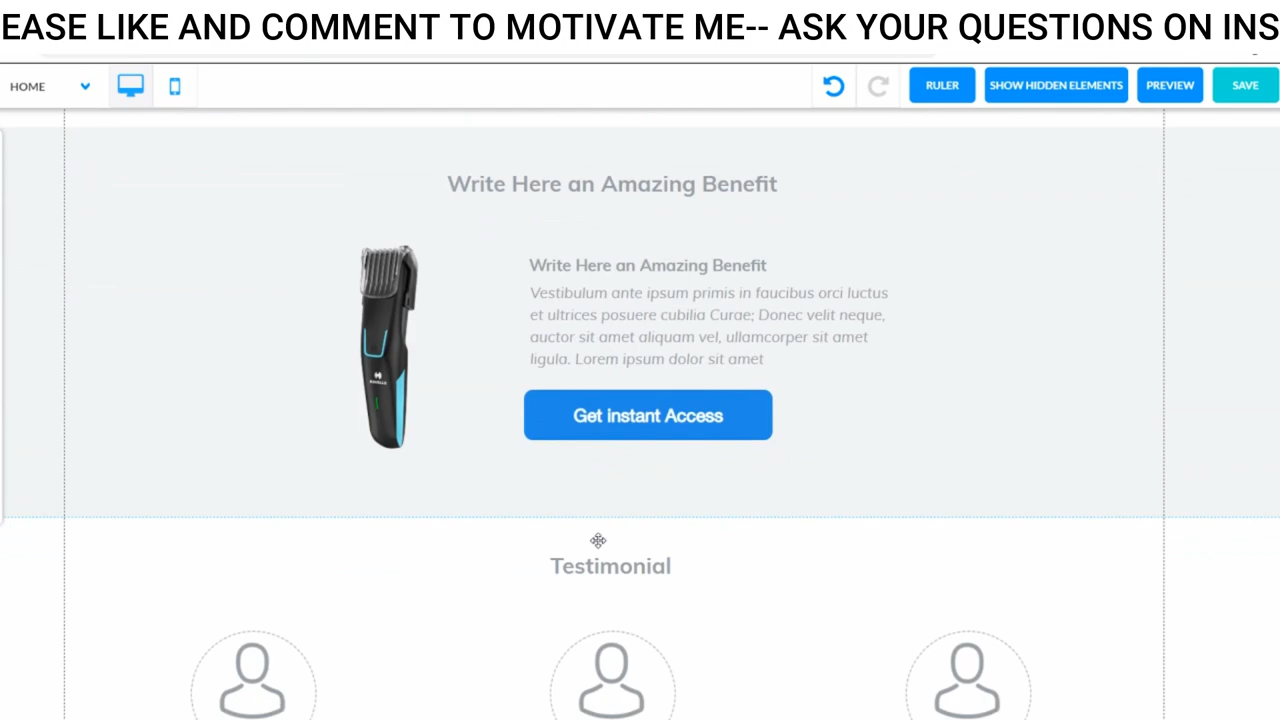 EASE LIKE AND COMMENT TO MOTIVATE ME-- ASK YOUR QUESTIONS ON INS
HOME
RULER
SHOW HIDDEN ELEMENTS
PREVIEW
SAVE
Write Here an Amazing Benefit
Write Here an Amazing Benefit
Vestibulum ante ipsum primis in faucibus orci luctus
et ultrices posuere cubilia Curae; Donec velit neque,
auctor sit amet aliquam vel, ullamcorper sit amet
ligula. Lorem ipsum dolor sit amet
Get instant Access
Testimonial